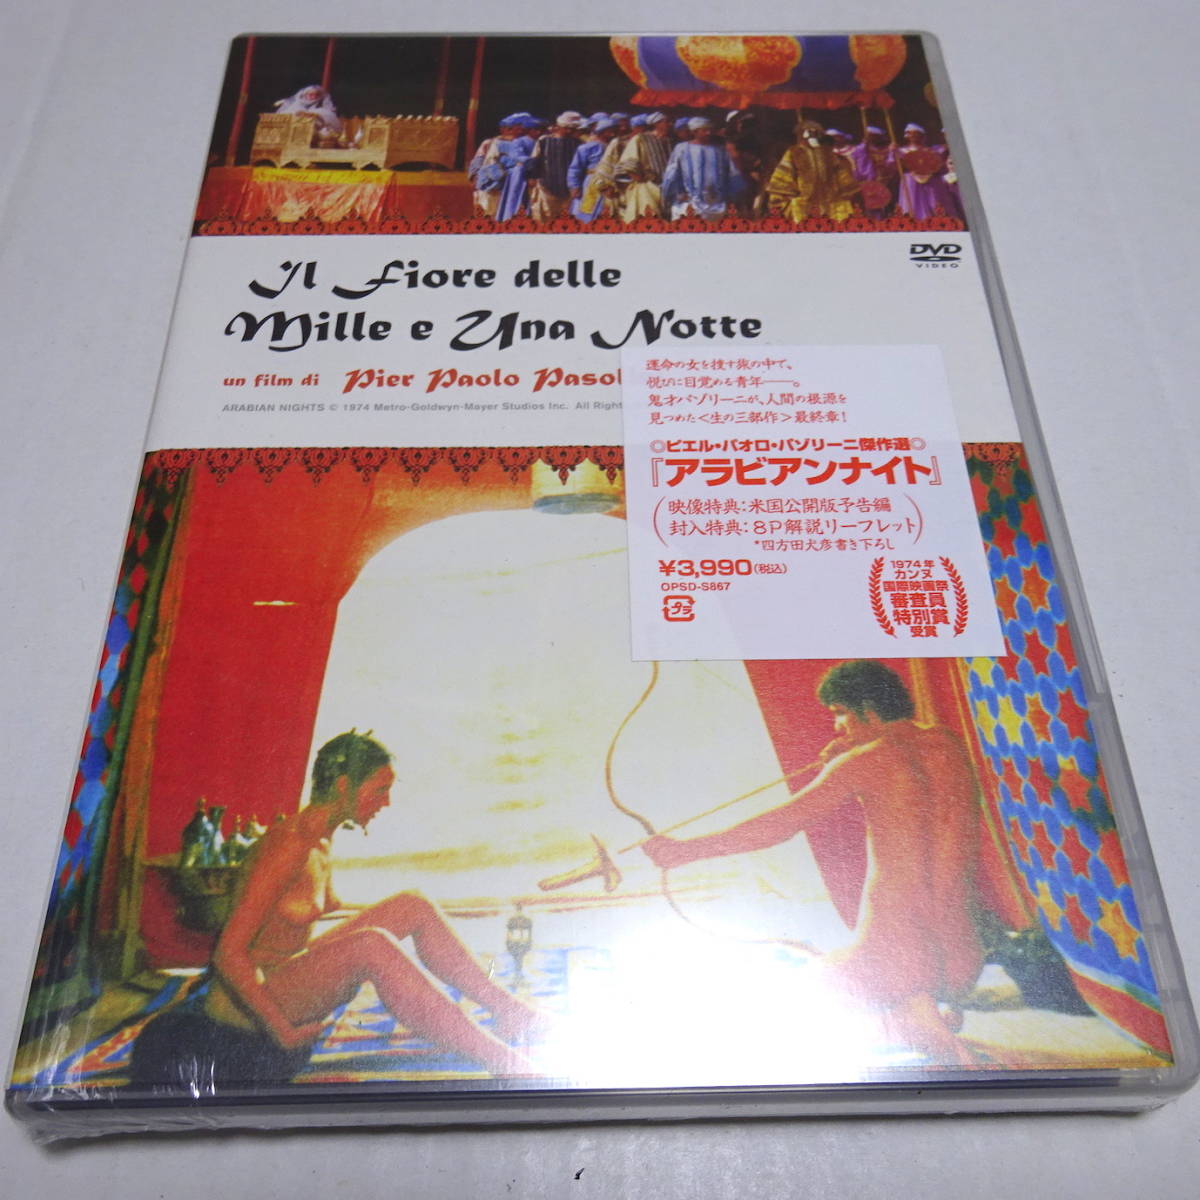 DVD
VIDEO
Il Fiore delle
Mille e Una Notte
un film di Pier Paolo Pasol
ARABIAN NIGHTS © 1974 Metro-Goldwyn-Mayer Studios Inc. All Righ
運命の女を捜す旅の中で、
悦びに目覚める青年——。
鬼才パゾリーニが、人間の根源を
見つめた<生の三部作>最終章!
◎ピエル・パオロ・パゾリーニ傑作選◎
『アラビアンナイト』
映像特典:米国公開版予告編
封入特典:8P解説リーフレット
*四方田犬彦書き下ろし
¥3,990(税込)
OPSD-S867
プラ
1974年
カンヌ
国際映画祭
審査員
特別賞
受賞